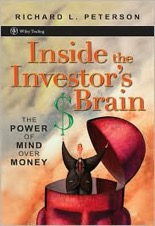 RICHARD L. PETERSON
Wiley Trading
Inside the
Investor's
$ Brain
THE
POWER
OF
MIND
OVER
MONEY